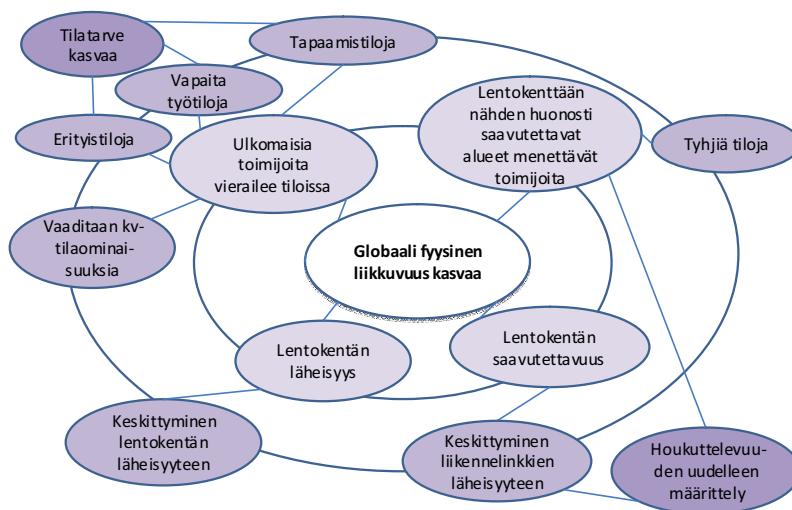 Tilatarve
kasvaa
Tapaamistiloja
Vapaita
työtiloja
Lentokenttään
nähden huonosti
saavutettavat
alueet menettävät
toimijoita
Erityistiloja
Ulkomaisia
toimijoita
vierailee tiloissa
Tyhjiä tiloja
Vaaditaan kv-
tilaominai-
suuksia
Globaali fyysinen
liikkuvuus kasvaa
Lentokentän
läheisyys
Lentokentän
saavutettavuus
Keskittyminen
lentokentän
läheisyyteen
Keskittyminen
liikennelinkkien
läheisyyteen
Houkuttelevuu-
den uudelleen
määrittely